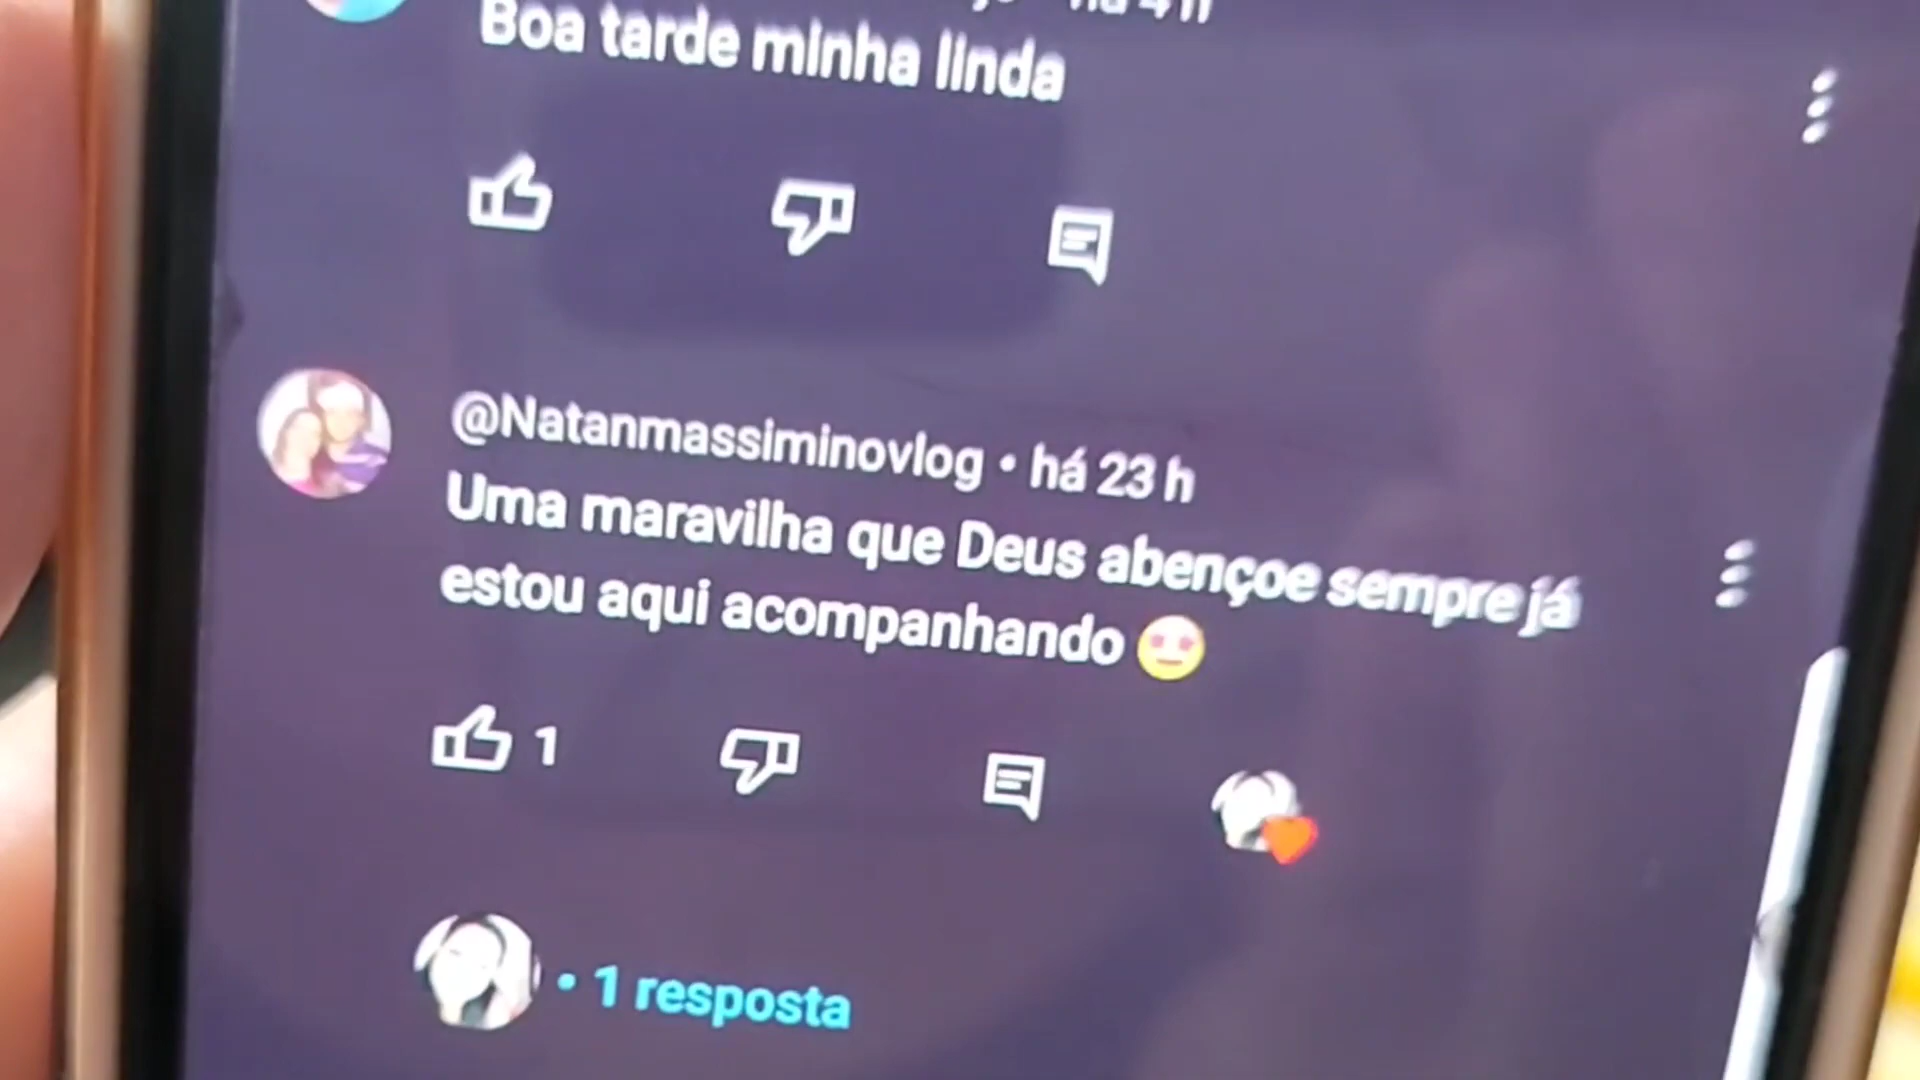 Boa tarde minha linda
@Natanmassiminovlog • há 23 h
Uma maravilha que Deus abençoe sempre já
estou aqui acompanhando 😍
1
• 1 resposta